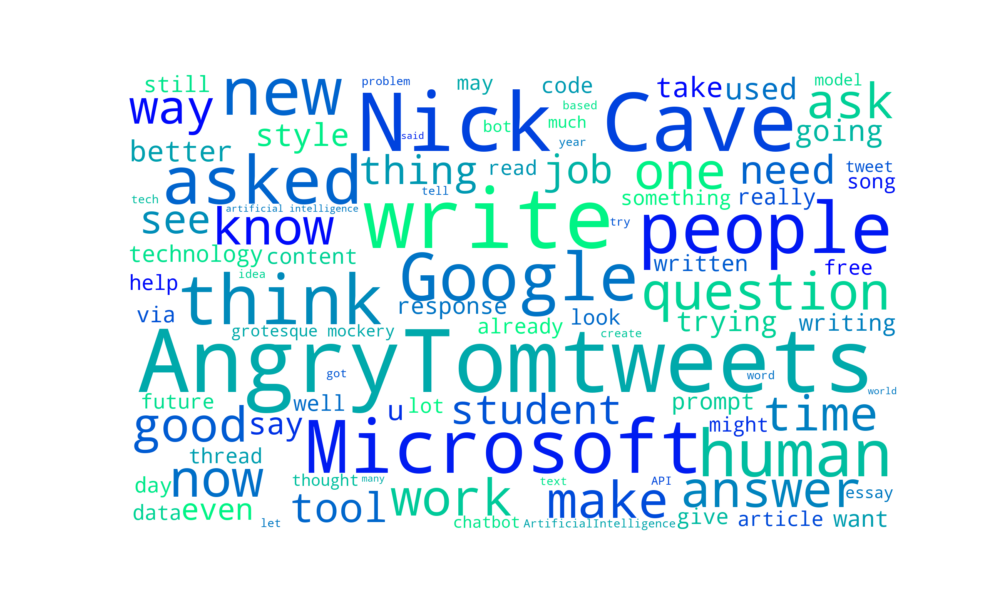 still new problem may code take used model
way Nick Cave based ask
style said bot much year going
better asked thing read job one need tweet
tell something really song
tech artificial intelligence write try people
see know
technology content Google written free
help idea think response question
via look trying writing
grotesque mockery already create
AngryTomtweets
got word world
future well u lot student prompt time
good say Microsoft might human
thread
day now thought many work text make API answer essay
data even tool chatbot ArtificialIntelligence give article want
let